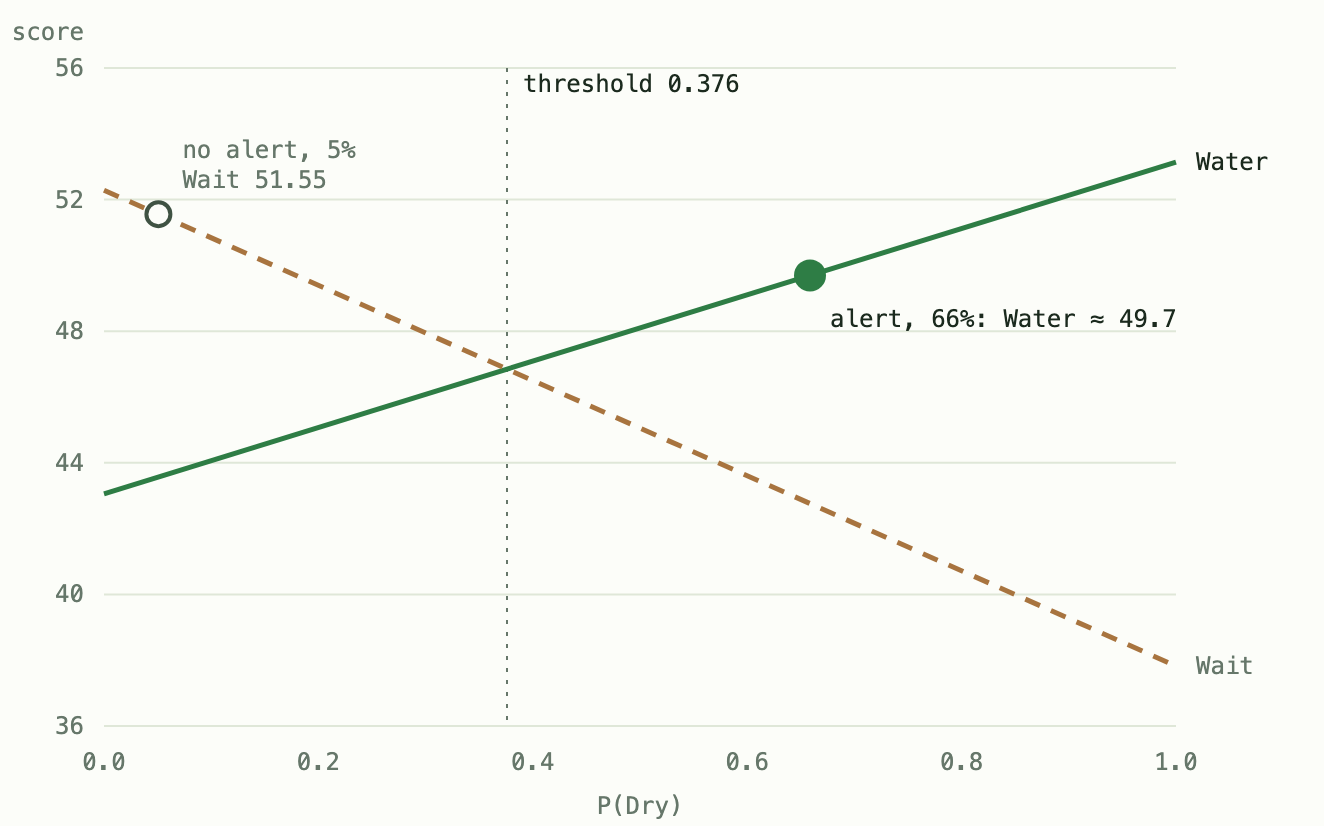 score
56
threshold 0.376
no alert, 5%
Wait 51.55
Water
52
alert, 66%: Water ≈ 49.7
48
44
40
Wait
36
0.0 0.2 0.4 0.6 0.8 1.0
P(Dry)